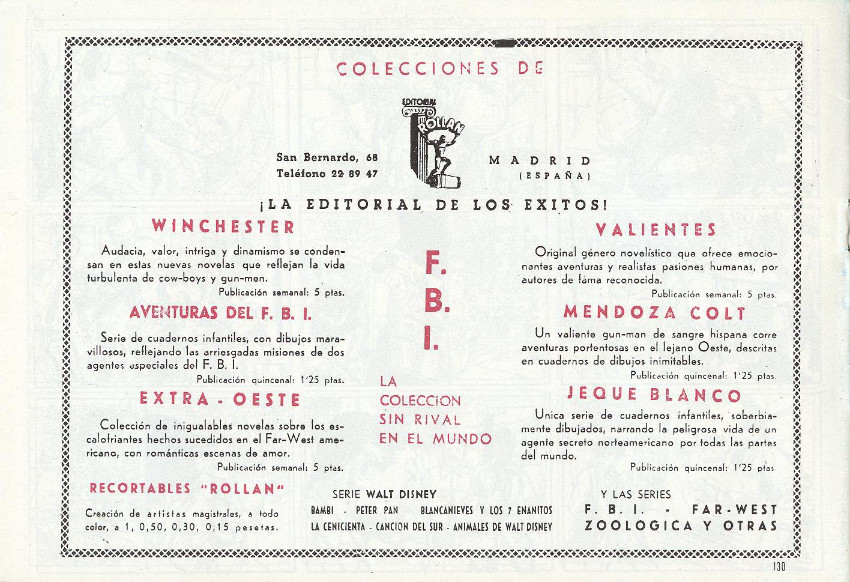 COLECCIONES DE
EDITORIAL
ROLLAN
San Bernardo, 68
Teléfono 22 89 47
MADRID
(ESPAÑA)
¡LA EDITORIAL DE LOS EXITOS!
WINCHESTER
Audacia, valor, intriga y dinamismo se conden-
san en estas nuevas novelas que reflejan la vida
turbulenta de cow-boys y gun-men.
Publicación semanal: 5 ptas.
AVENTURAS DEL F. B. I.
Serie de cuadernos infantiles, con dibujos mara-
villosos, reflejando las arriesgadas misiones de dos
agentes especiales del F. B. I.
Publicación quincenal: 1'25 ptas.
EXTRA - OESTE
Colección de inigualables novelas sobre los es-
calofriantes hechos sucedidos en el Far-West ame-
ricano, con románticas escenas de amor.
Publicación semanal: 5 ptas.
RECORTABLES "ROLLAN"
Creación de artistas magistrales, a todo
color, a 1, 0,50, 0,30, 0,15 pesetas.
F.
B.
I.
LA
COLECCION
SIN RIVAL
EN EL MUNDO
SERIE WALT DISNEY
BAMBI - PETER PAN BLANCANIEVES Y LOS 7 ENANITOS
LA CENICIENTA - CANCION DEL SUR - ANIMALES DE WALT DISNEY
VALIENTES
Original género novelístico que ofrece emocio-
nantes aventuras y realistas pasiones humanas, por
autores de fama reconocida.
Publicación semanal: 5 ptas.
MENDOZA COLT
Un valiente gun-man de sangre hispana corre
aventuras portentosas en el lejano Oeste, descritas
en cuadernos de dibujos inimitables.
Publicación quincenal: 1'25 ptas.
JEQUE BLANCO
Unica serie de cuadernos infantiles, soberbia-
mente dibujados, narrando la peligrosa vida de un
agente secreto norteamericano por todas las partes
del mundo.
Publicación quincenal: 1'25 ptas.
Y LAS SERIES
F. B. I. - FAR-WEST
ZOOLOGICA Y OTRAS
130